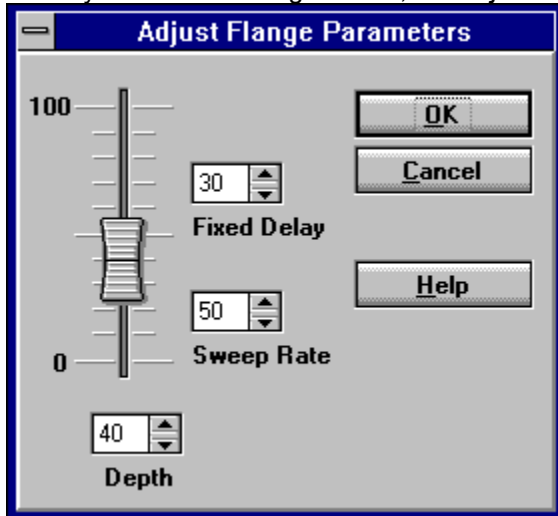 Adjust Flange Parameters
100
OK
Cancel
30
Fixed Delay
Help
50
Sweep Rate
0
40
Depth